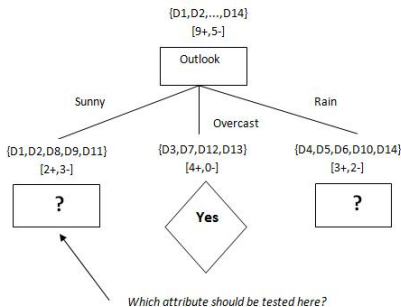 {D1,D2,...,D14}
[9+,5-]
Outlook
Sunny
Overcast
Rain
{D1,D2,D8,D9,D11}
[2+,3-]
?
{D3,D7,D12,D13}
[4+,0-]
Yes
{D4,D5,D6,D10,D14}
[3+,2-]
?
Which attribute should be tested here?